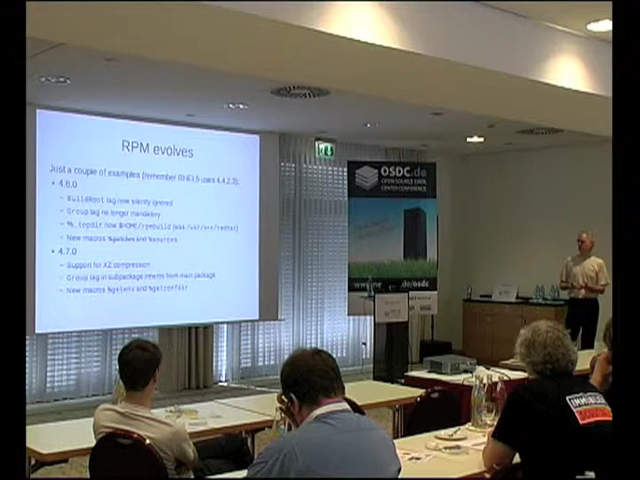 RPM evolves
Just a couple of examples (remember RHEL5 uses 4.4.2.3):
• 4.6.0
– BuildRoot tag now silently ignored
– Group tag no longer mandatory
– %_topdir now $HOME/rpmbuild (was /usr/src/redhat)
– New macros %patches and %sources
• 4.7.0
– Support for XZ compression
– Group tag in subpackage inherits from main package
– New macros %getenv and %getconfdir
OSDC.de
OPEN SOURCE DATA
CENTER CONFERENCE
.de/osdc